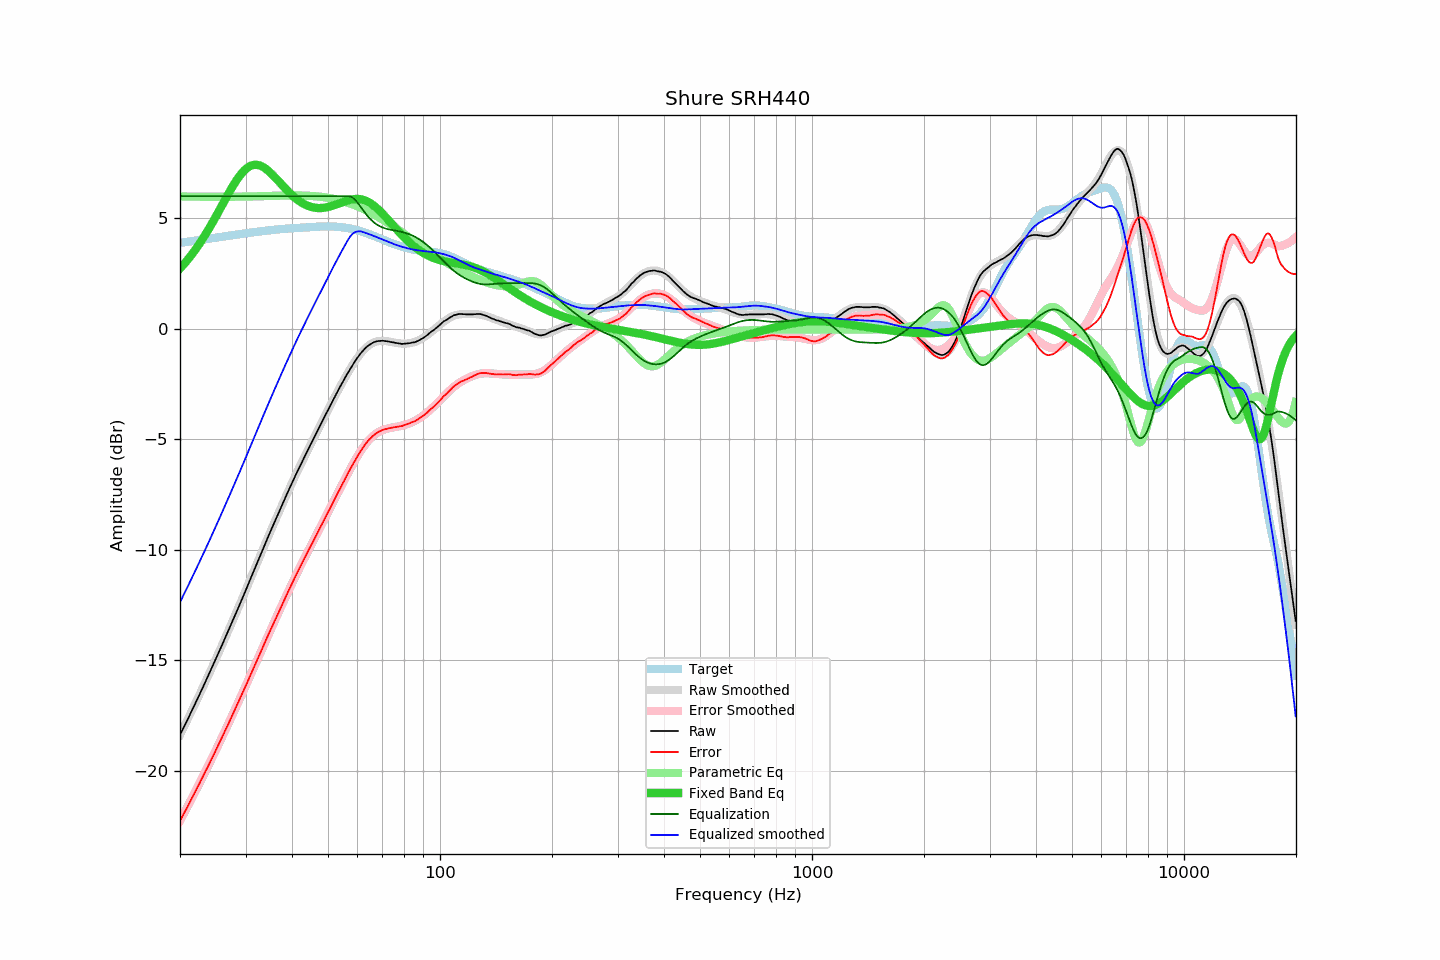 Shure SRH440
5
0
−5
−10
−15
−20
Amplitude (dBr)
Target
Raw Smoothed
Error Smoothed
Raw
Error
Parametric Eq
Fixed Band Eq
Equalization
Equalized smoothed
100
1000
10000
Frequency (Hz)